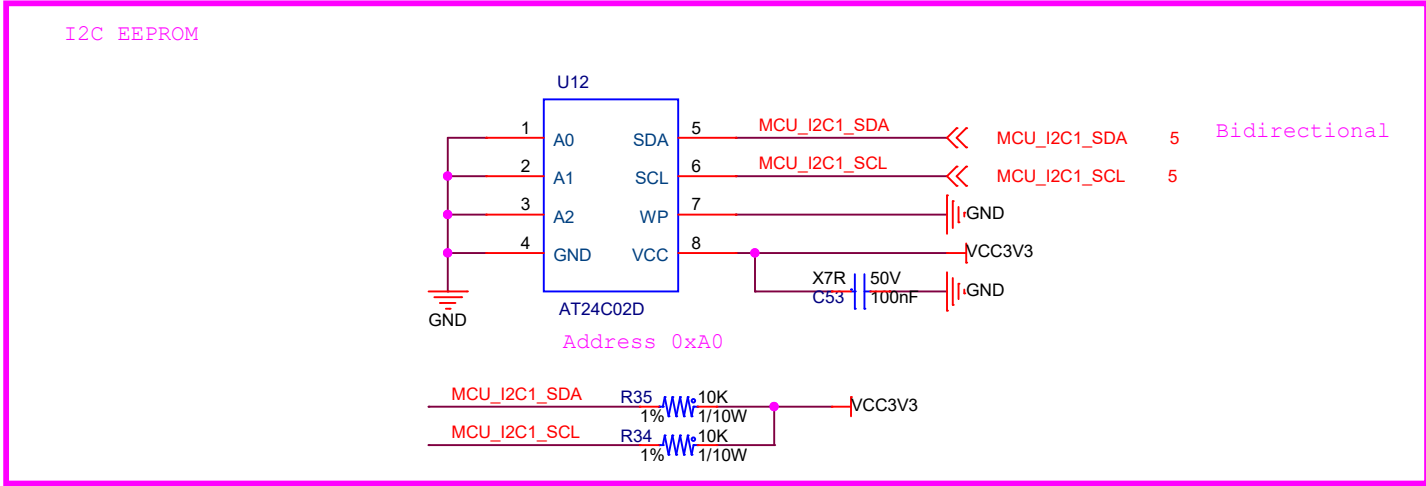 I2C EEPROM
U12
1 A0 SDA 5 MCU_I2C1_SDA MCU_I2C1_SDA 5 Bidirectional
2 A1 SCL 6 MCU_I2C1_SCL MCU_I2C1_SCL 5
3 A2 WP 7 GND
4 GND VCC 8 VCC3V3
X7R 50V
C53 100nF GND
GND
AT24C02D
Address 0xA0
MCU_I2C1_SDA R35 10K VCC3V3
1% 1/10W
MCU_I2C1_SCL R34 10K
1% 1/10W